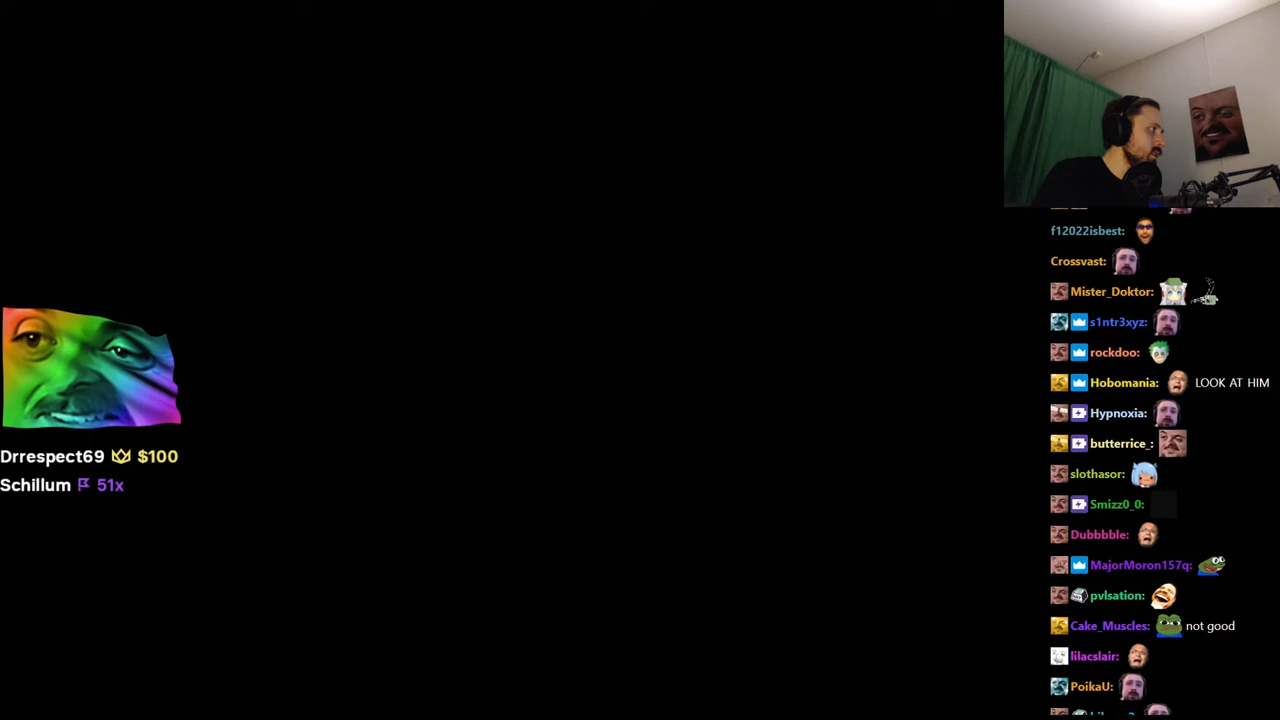 Drrespect69 $100
Schillum 51x
f12022isbest:
Crossvast:
Mister_Doktor:
s1ntr3xyz:
rockdoo:
Hobomania: LOOK AT HIM
Hypnoxia:
butterrice_:
slothasor:
Smizz0_0:
Dubbbble:
MajorMoron157q:
pvlsation:
Cake_Muscles: not good
lilacslair:
PoikaU: